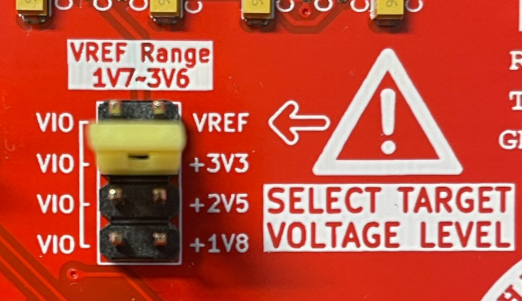 VREF Range
1V7~3V6
VIO VREF
VIO +3V3
VIO +2V5
VIO +1V8
!
SELECT TARGET
VOLTAGE LEVEL